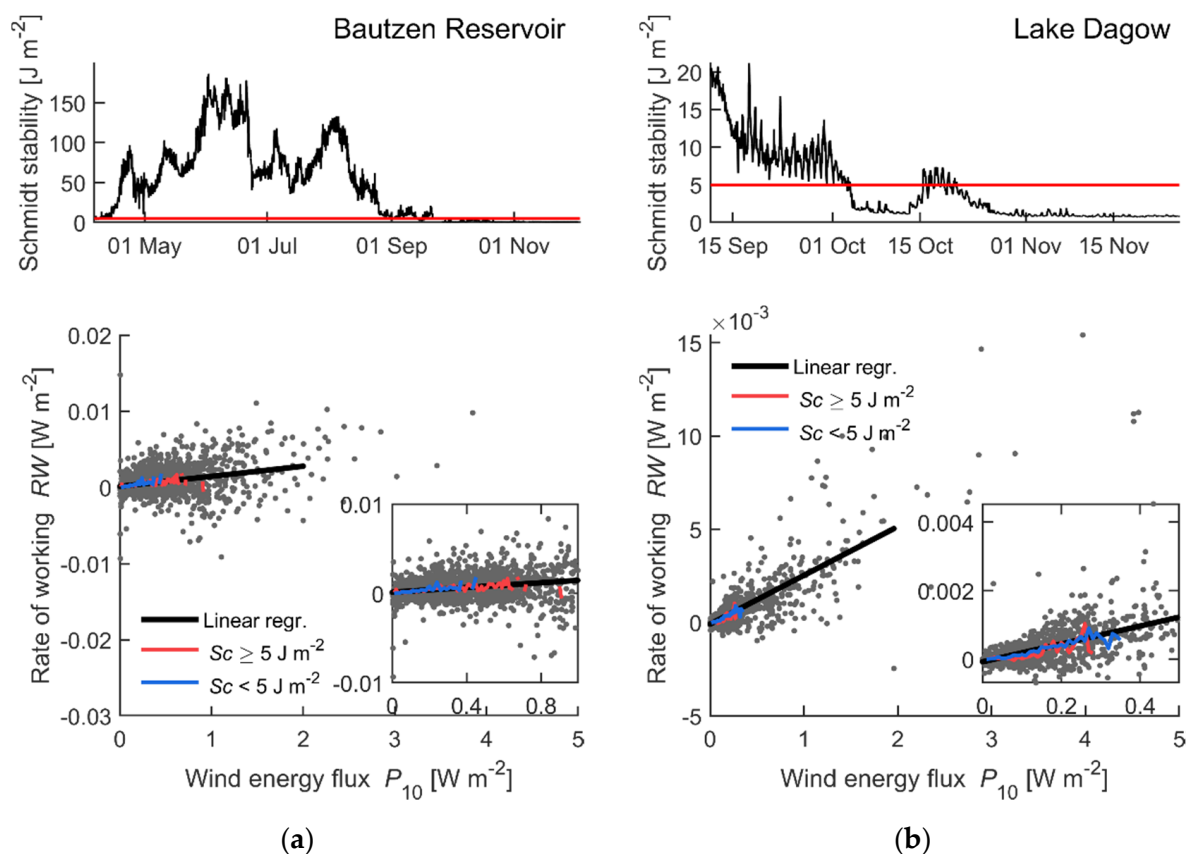 Bautzen Reservoir
Schmidt stability [J m-2]
150
100
50
0
01 May
01 Jul
01 Sep
01 Nov
Lake Dagow
Schmidt stability [J m-2]
20
15
10
5
0
15 Sep
01 Oct
15 Oct
01 Nov
15 Nov
Rate of working RW [W m-2]
0.02
0.01
0
-0.01
-0.02
-0.03
0
1
2
3
4
5
Linear regr.
Sc ≥ 5 J m-2
Sc < 5 J m-2
0.01
0
-0.01
0
0.4
0.8
Wind energy flux P10 [W m-2]
(a)
×10-3
Rate of working RW [W m-2]
15
10
5
0
-5
0
1
2
3
4
5
Linear regr.
Sc ≥ 5 J m-2
Sc < 5 J m-2
0.004
0.002
0
0
0.2
0.4
Wind energy flux P10 [W m-2]
(b)